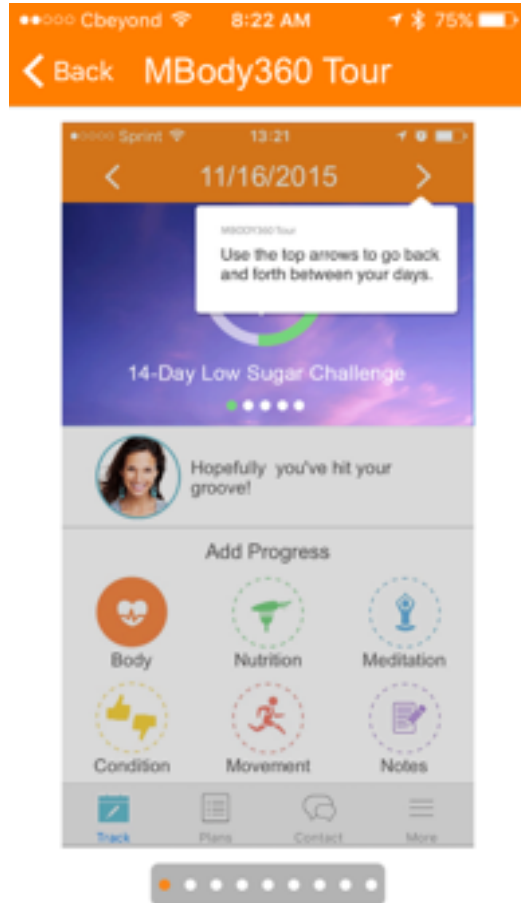 Cbeyond 8:22 AM 75%
Back MBody360 Tour
Sprint 13:21
11/16/2015
MBODY360 Tour
Use the top arrows to go back
and forth between your days.
14-Day Low Sugar Challenge
Hopefully you've hit your
groove!
Add Progress
Body Nutrition Meditation
Condition Movement Notes
Track Plans Contact More